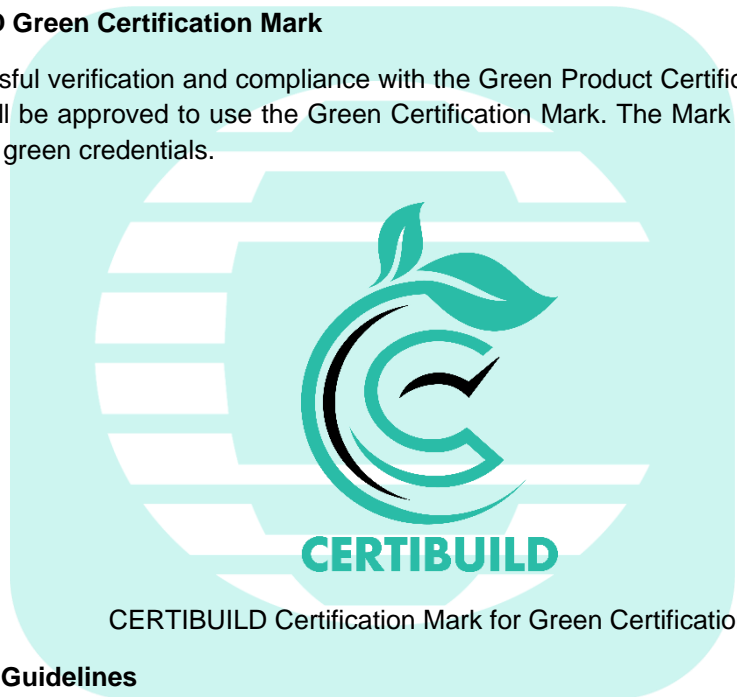 D Green Certification Mark
sful verification and compliance with the Green Product Certific
ll be approved to use the Green Certification Mark. The Mark
green credentials.
CERTIBUILD
CERTIBUILD Certification Mark for Green Certificatio
Guidelines